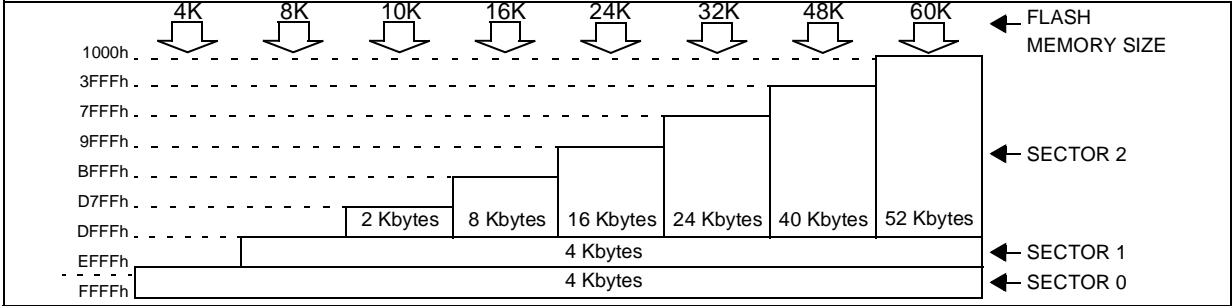 4K 8K 10K 16K 24K 32K 48K 60K FLASH
MEMORY SIZE
1000h
3FFFh
7FFFh
9FFFh
BFFFh SECTOR 2
D7FFh
2 Kbytes 8 Kbytes 16 Kbytes 24 Kbytes 40 Kbytes 52 Kbytes
DFFFh
4 Kbytes SECTOR 1
EFFFh
4 Kbytes SECTOR 0
FFFFh